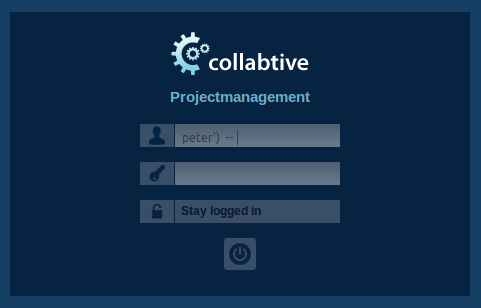 collabtive
Projectmanagement
peter') --
Stay logged in